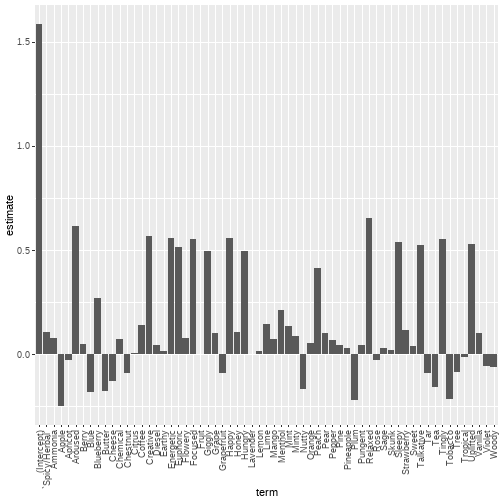 estimate
1.5
1.0
0.5
0.0
(Intercept)
`Spicy/Herbal`
Ammonia
Apple
Apricot
Aroused
Berry
Blue
Blueberry
Butter
Cheese
Chemical
Chestnut
Citrus
Coffee
Creative
Diesel
Earthy
Energetic
Euphoric
Flowery
Focused
Fruit
Giggly
Grape
Grapefruit
Happy
Honey
Hungry
Lavender
Lemon
Lime
Mango
Menthol
Mint
Minty
Nutty
Orange
Peach
Pear
Pepper
Pine
Pineapple
Plum
Pungent
Relaxed
Rose
Sage
Skunk
Sleepy
Strawberry
Sweet
Talkative
Tar
Tea
Tingly
Tobacco
Tree
Tropical
Uplifted
Vanilla
Violet
Woody
term